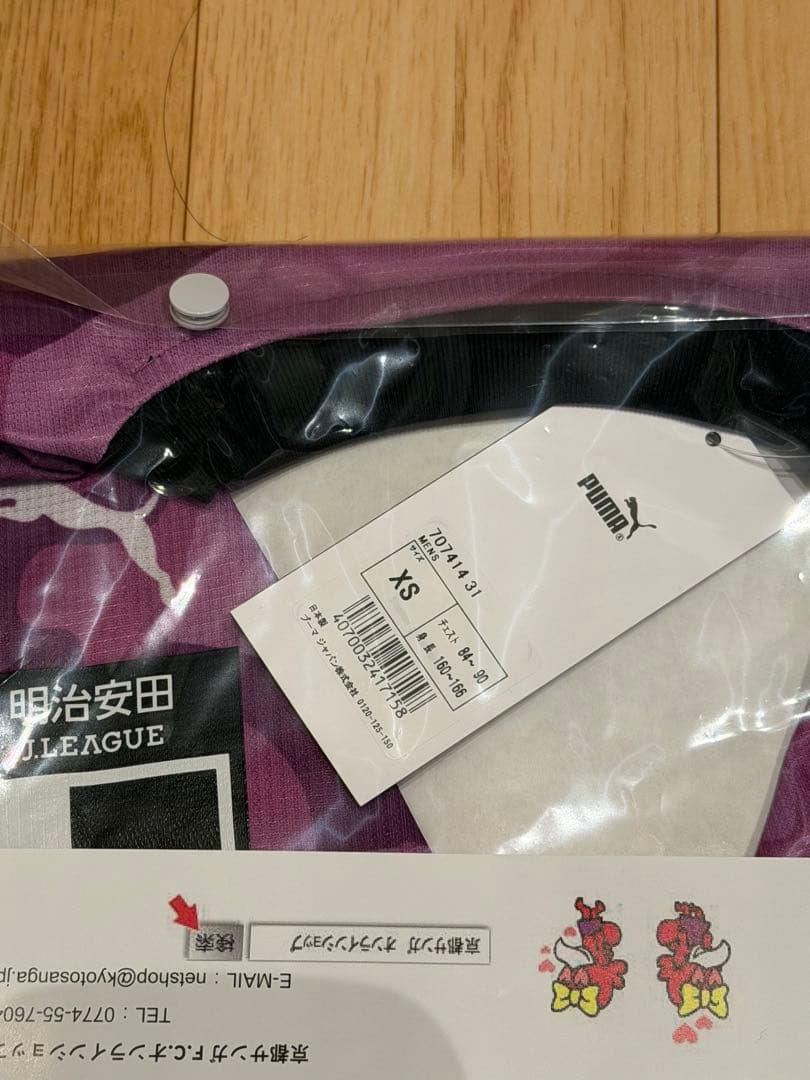 PUMA
707414 31
MENS
サイズ
XS
チェスト 84~ 90
身長 160~166
4070032417158
日本製
プーマ ジャパン株式会社 0120-125-150
明治安田
J.LEAGUE
京都サンガF.C.オンラインショッ
TEL：0774-55-760
E-MAIL：netshop@kyotosanga.jp
京都サンガ オンラインショップ
検索